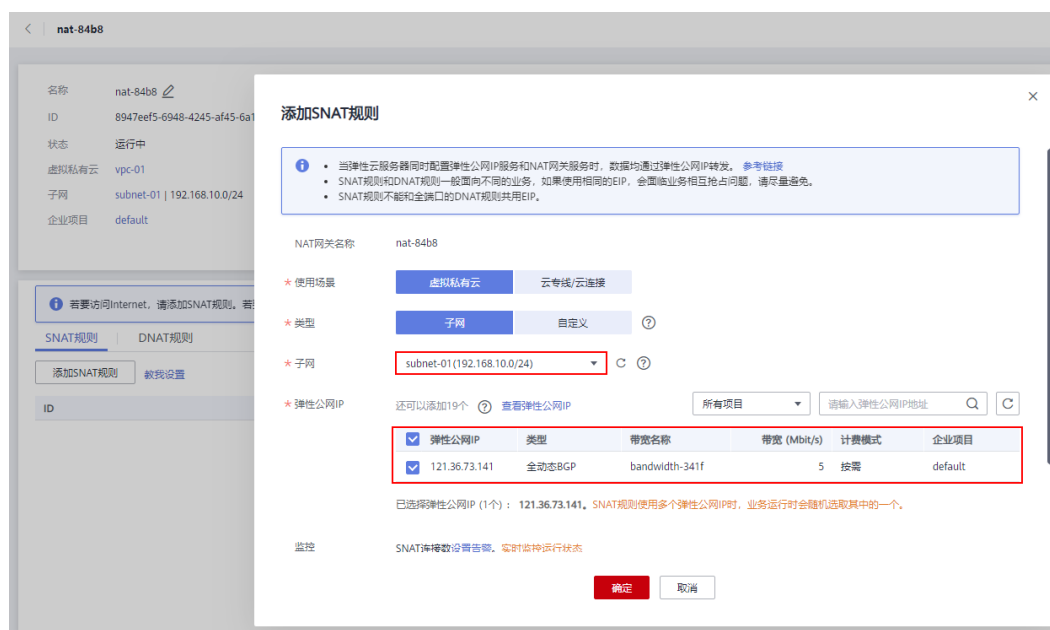 nat-84b8
名称 nat-84b8
ID 8947eef5-6948-4245-af45-6a1
状态 运行中
虚拟私有云 vpc-01
子网 subnet-01 | 192.168.10.0/24
企业项目 default
若要访问Internet，请添加SNAT规则。若
SNAT规则 DNAT规则
添加SNAT规则 教我设置
ID
添加SNAT规则
当弹性云服务器同时配置弹性公网IP服务和NAT网关服务时，数据均通过弹性公网IP转发。 参考链接
SNAT规则和DNAT规则一般面向不同的业务，如果使用相同的EIP，会面临业务相互抢占问题，请尽量避免。
SNAT规则不能和全端口的DNAT规则共用EIP。
NAT网关名称 nat-84b8
* 使用场景 虚拟私有云 云专线/云连接
* 类型 子网 自定义
* 子网 subnet-01(192.168.10.0/24)
* 弹性公网IP 还可以添加19个 查看弹性公网IP 所有项目 请输入弹性公网IP地址
弹性公网IP 类型 带宽名称 带宽 (Mbit/s) 计费模式 企业项目
121.36.73.141 全动态BGP bandwidth-341f 5 按需 default
已选择弹性公网IP (1个)： 121.36.73.141。SNAT规则使用多个弹性公网IP时，业务运行时会随机选取其中的一个。
监控 SNAT连接数设置告警。实时监控运行状态
确定 取消